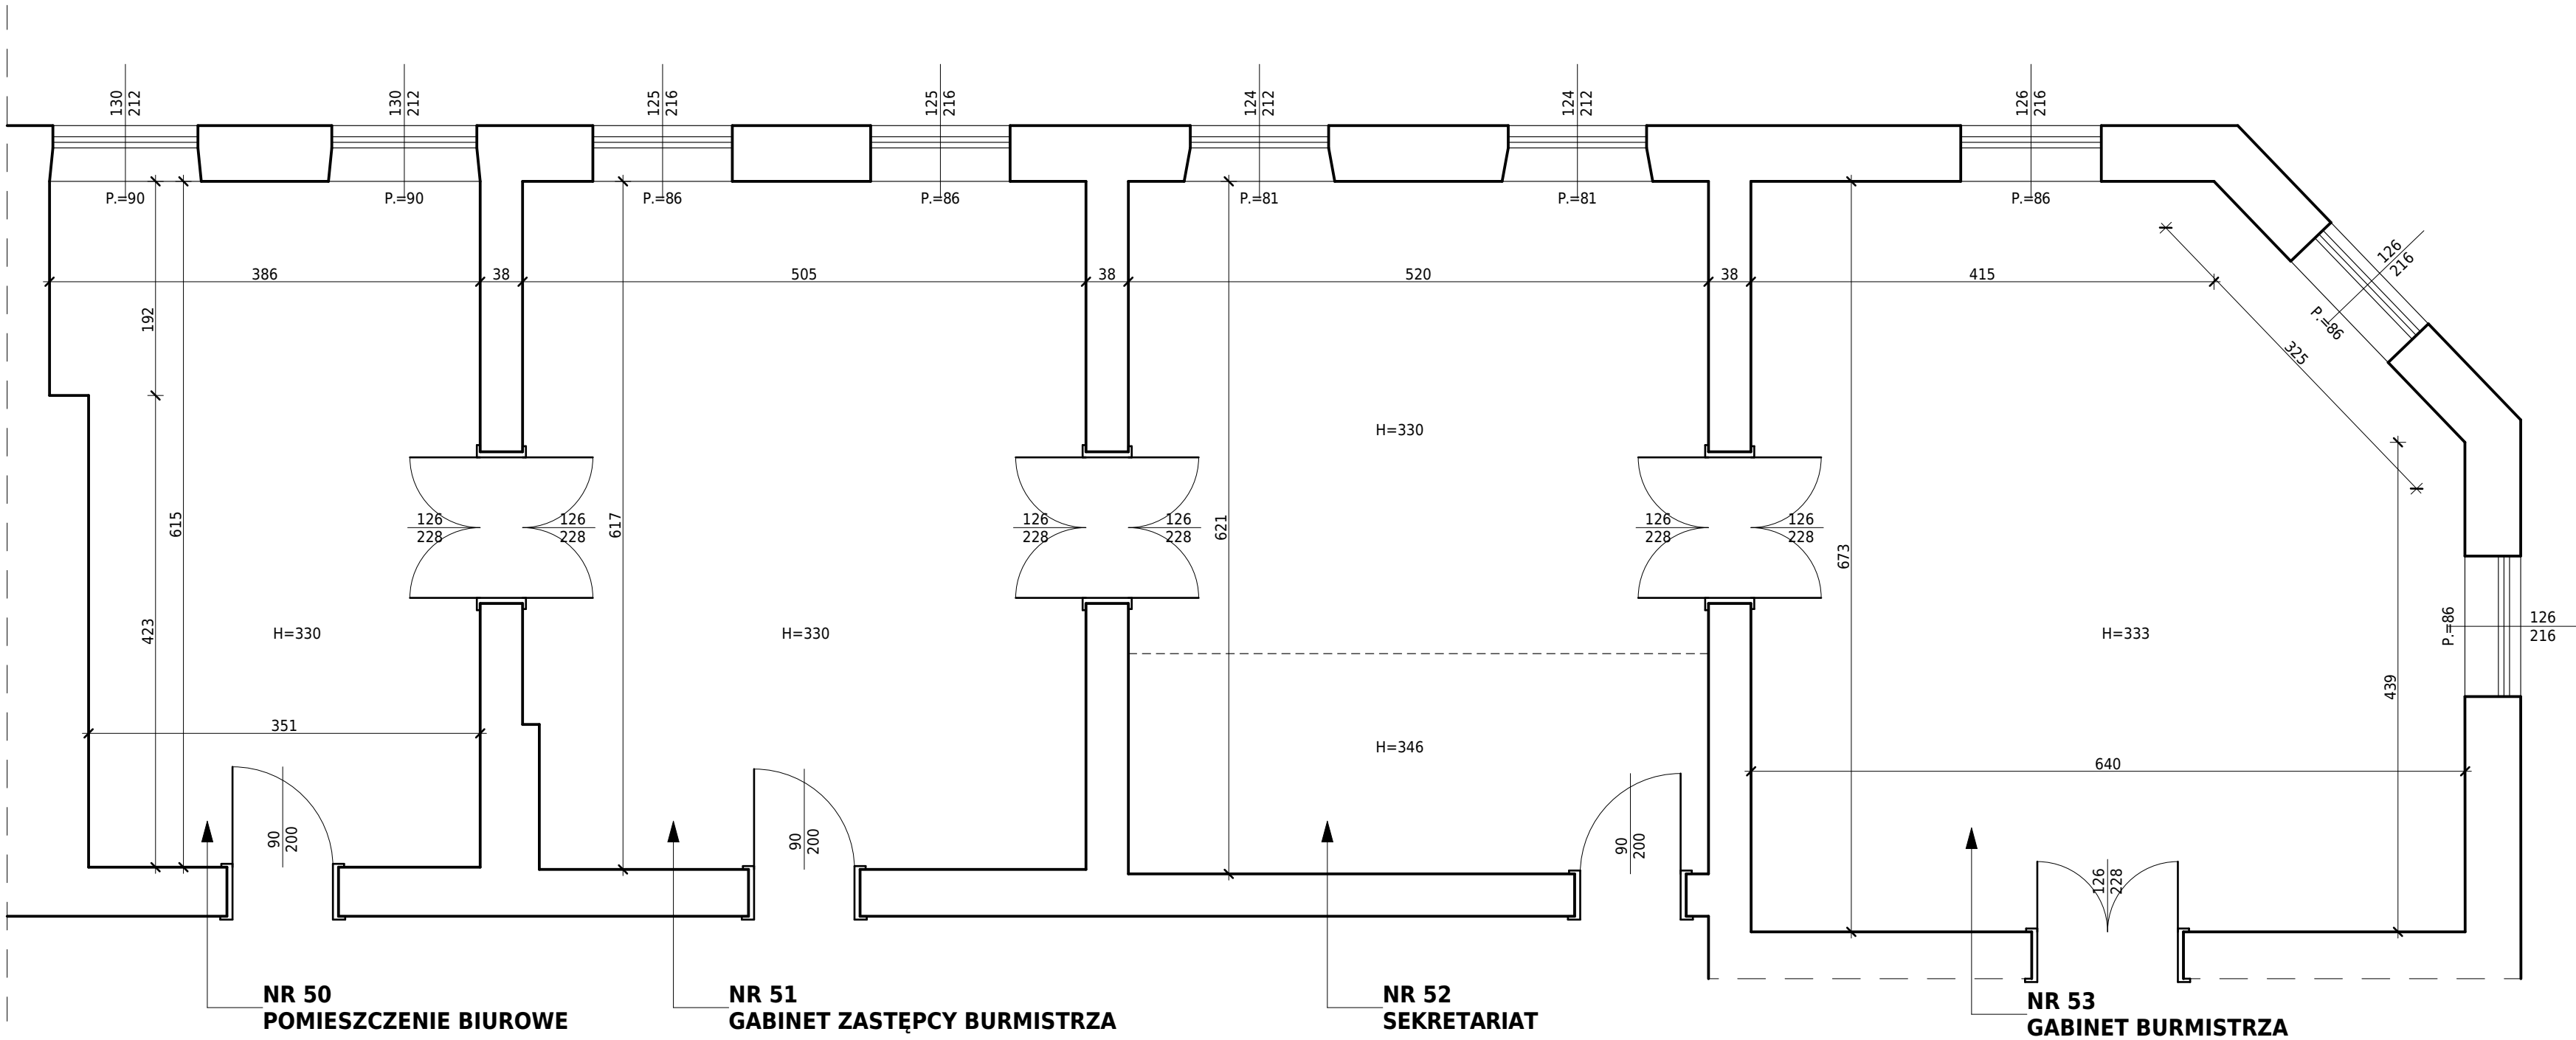 130
212
130
212
125
216
125
216
124
212
124
212
126
216
P.=90
P.=90
P.=86
P.=86
P.=81
P.=81
P.=86
126
216
P.=86
386
38
505
38
520
38
415
192
325
H=330
615
617
621
673
126
228
126
228
126
228
126
228
126
228
126
228
423
H=330
H=330
H=333
P.=86
126
216
439
351
H=346
640
90
200
90
200
90
200
126
228
NR 50
POMIESZCZENIE BIUROWE
NR 51
GABINET ZASTĘPCY BURMISTRZA
NR 52
SEKRETARIAT
NR 53
GABINET BURMISTRZA